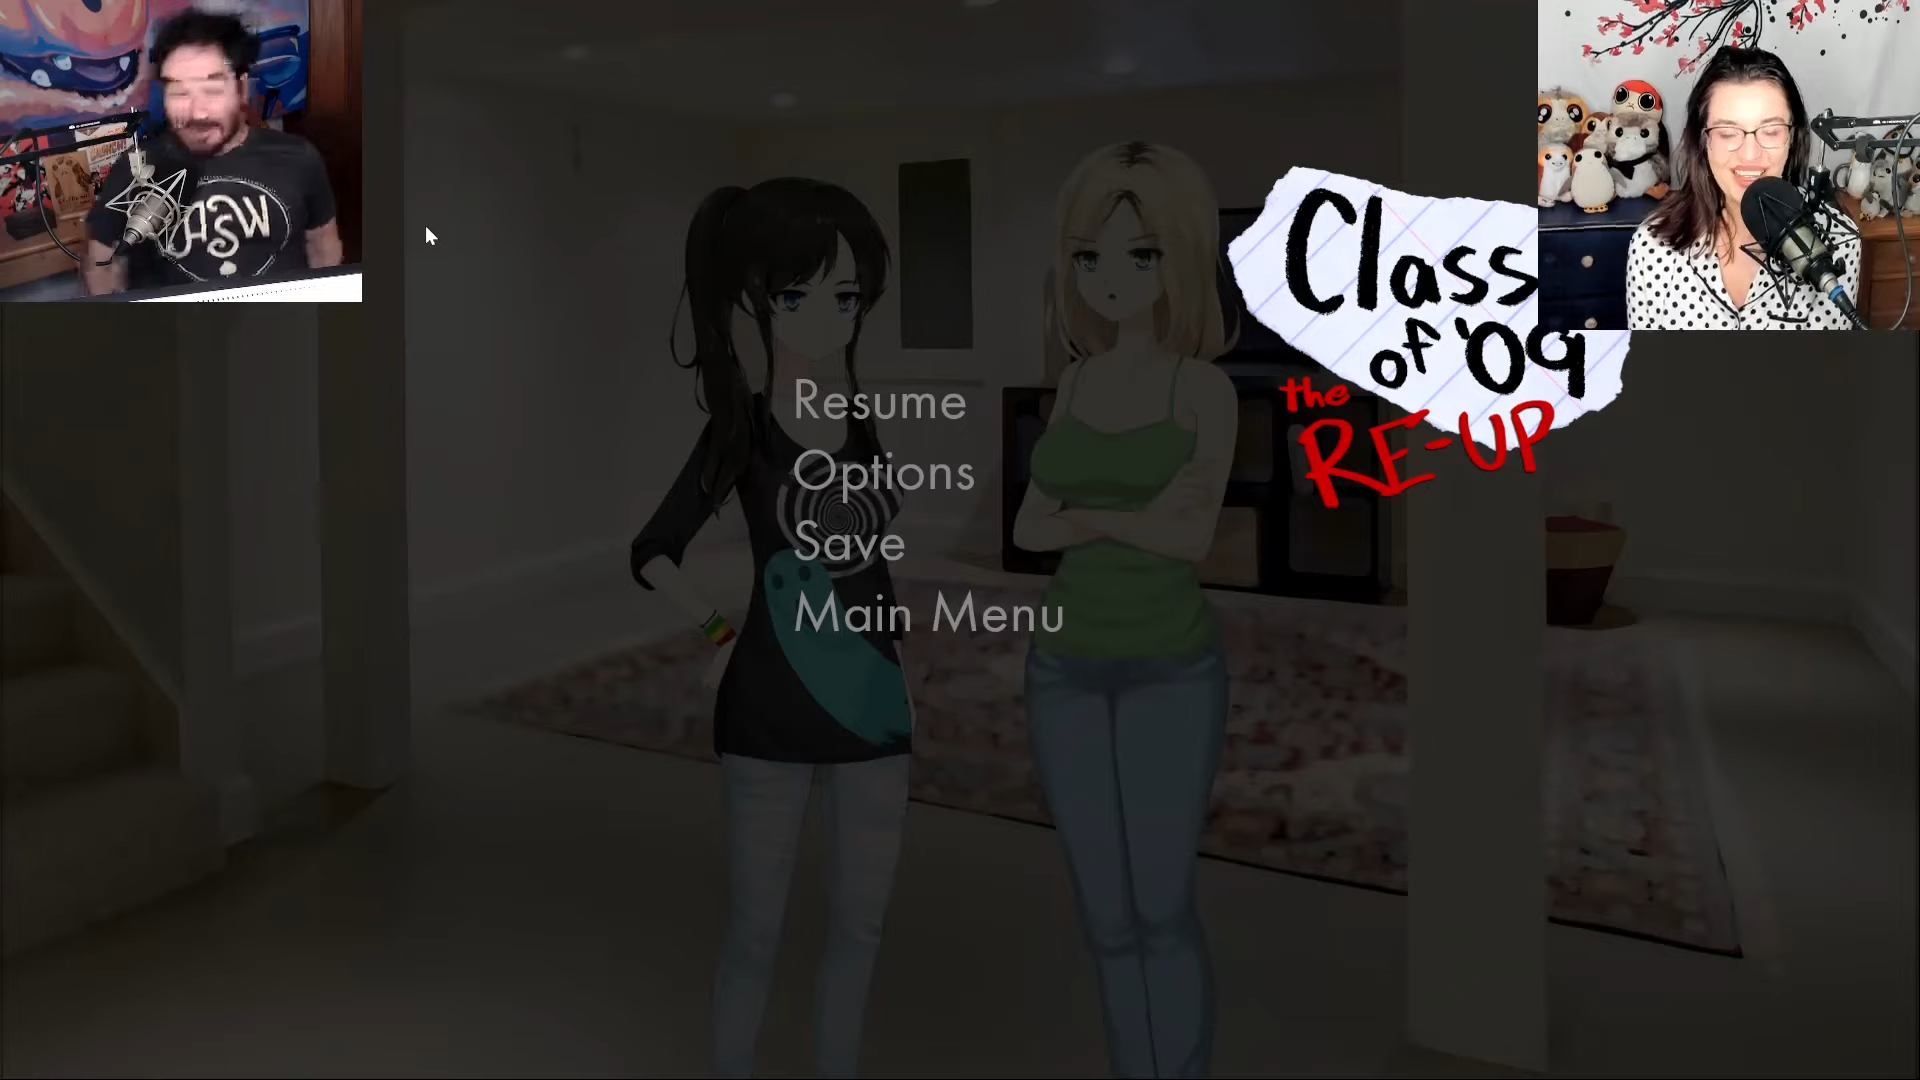 ASW
Class
of '09
the
RE-UP
Resume
Options
Save
Main Menu